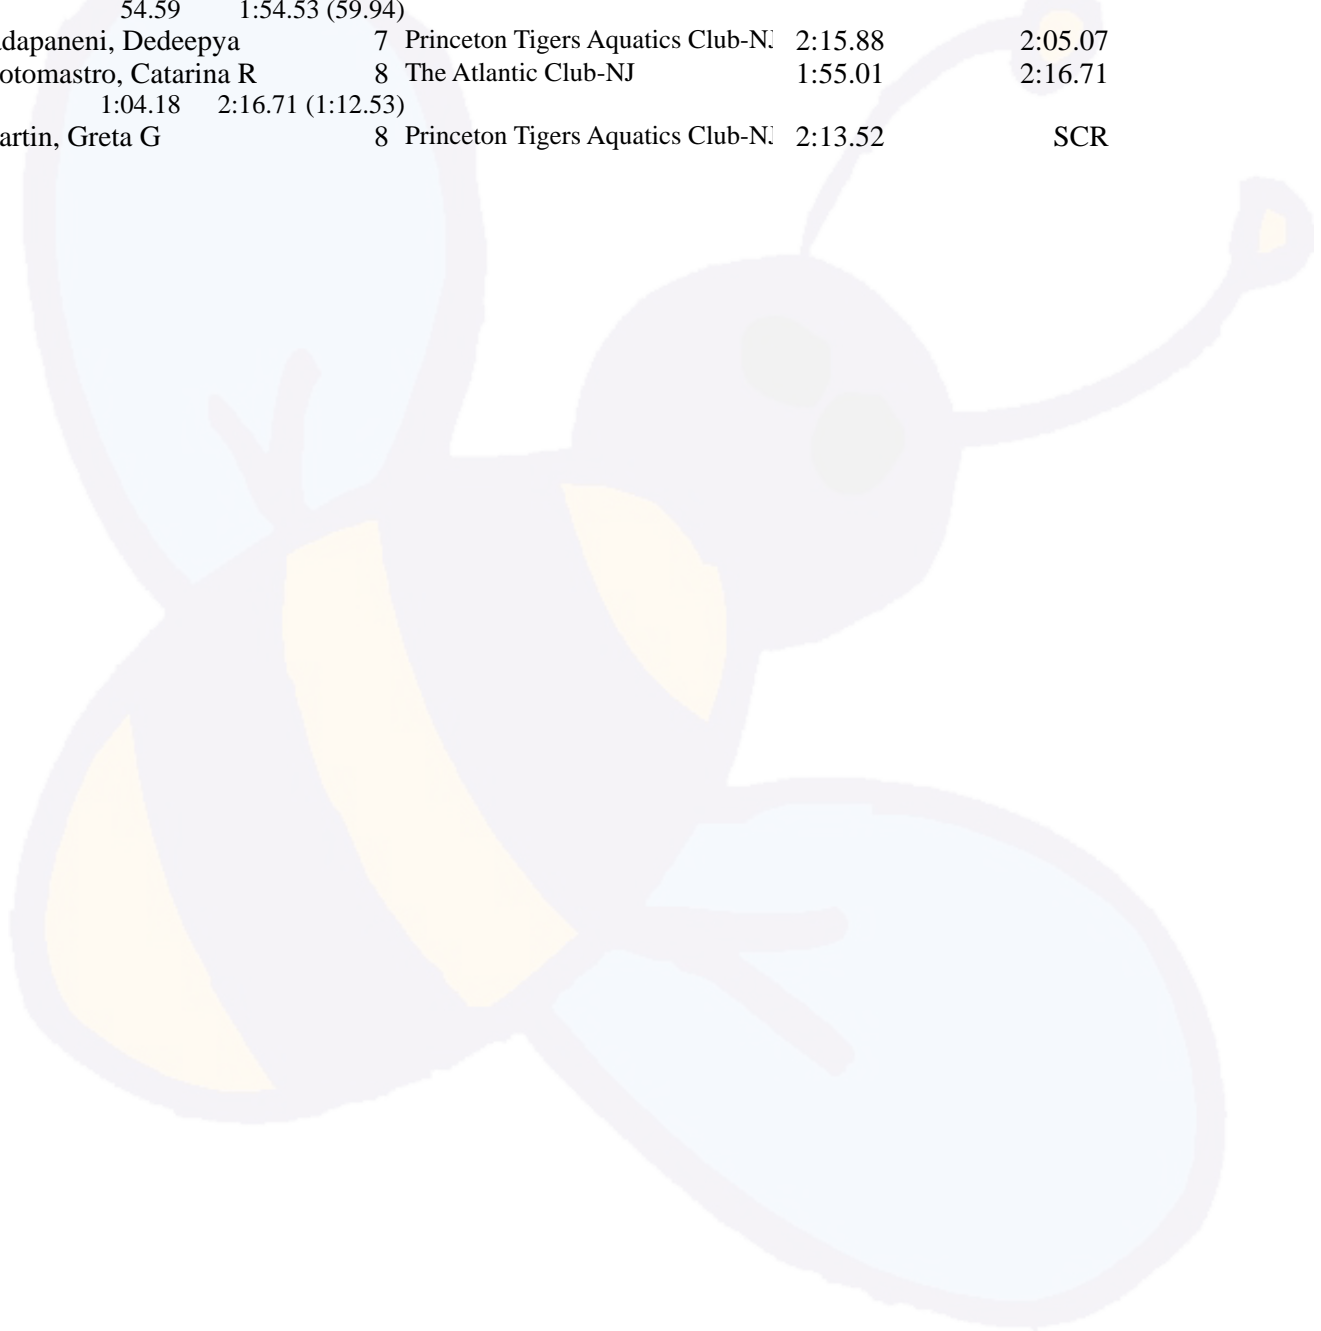 54.59 1:54.53 (59.94)
dapaneni, Dedeepya 7 Princeton Tigers Aquatics Club-NJ 2:15.88 2:05.07
otomastro, Catarina R 8 The Atlantic Club-NJ 1:55.01 2:16.71
1:04.18 2:16.71 (1:12.53)
artin, Greta G 8 Princeton Tigers Aquatics Club-NJ 2:13.52 SCR